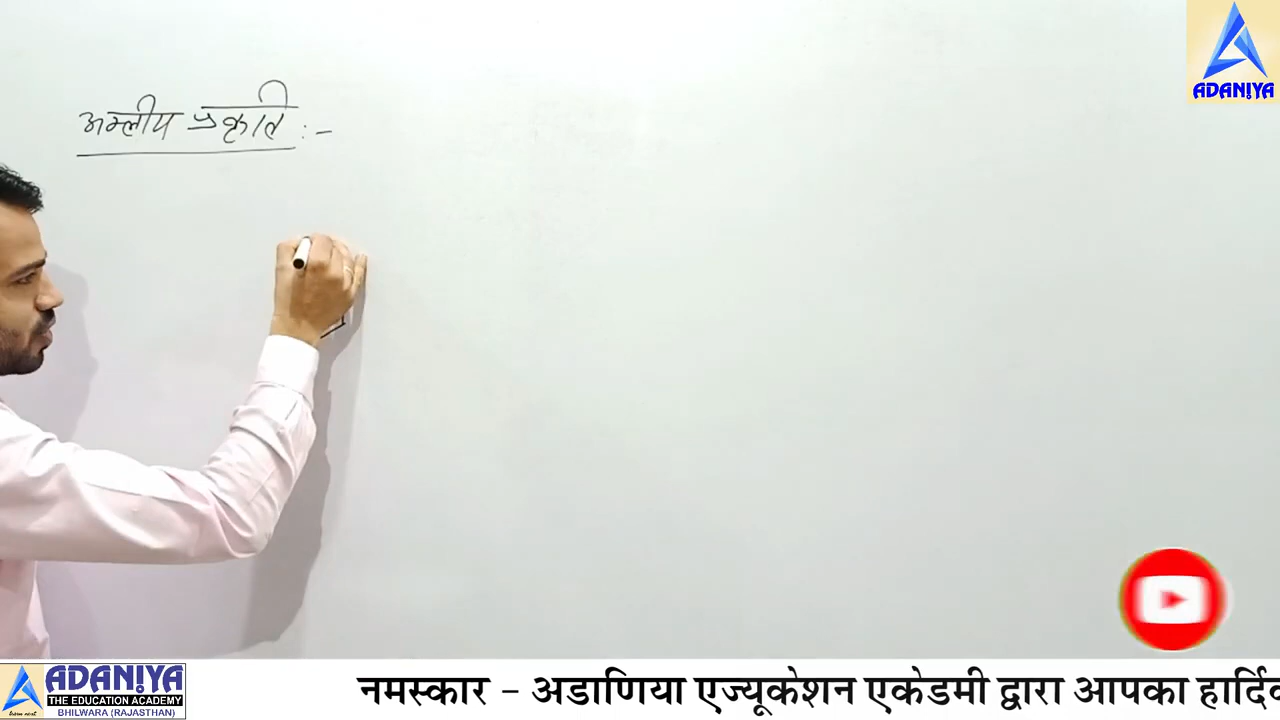 अम्लीय प्रकृति :-
ADANIYA
ADANIYA
THE EDUCATION ACADEMY
BHILWARA (RAJASTHAN)
नमस्कार - अडाणिया एज्यूकेशन एकेडमी द्वारा आपका हार्दि